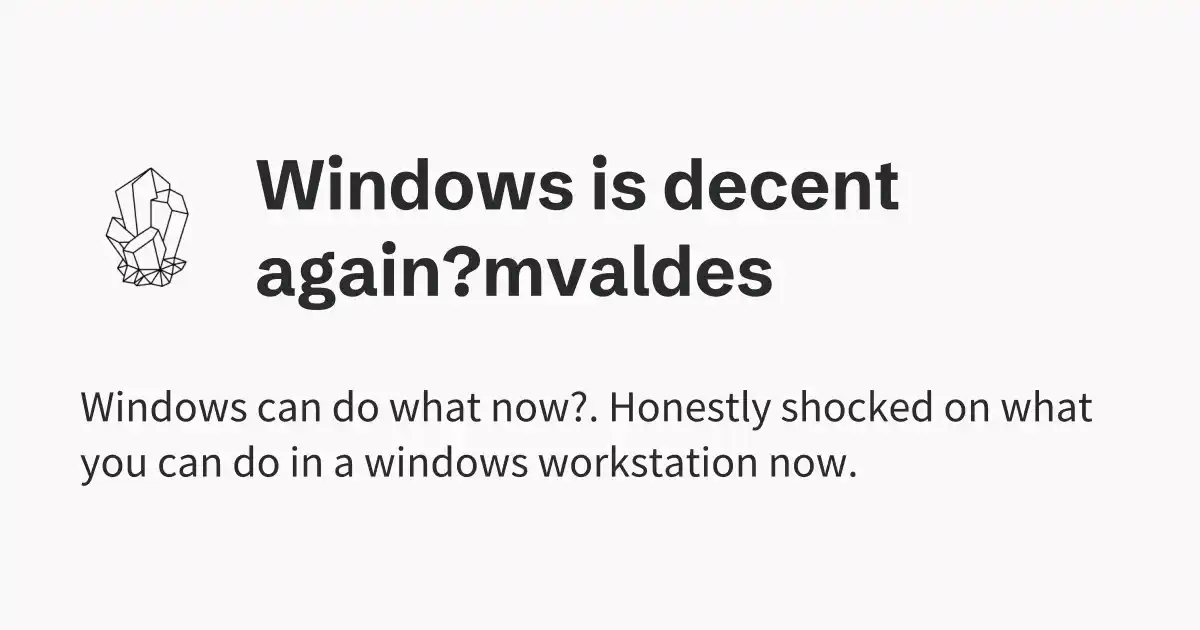 Windows is decent
again?mvaldes
Windows can do what now?. Honestly shocked on what
you can do in a windows workstation now.